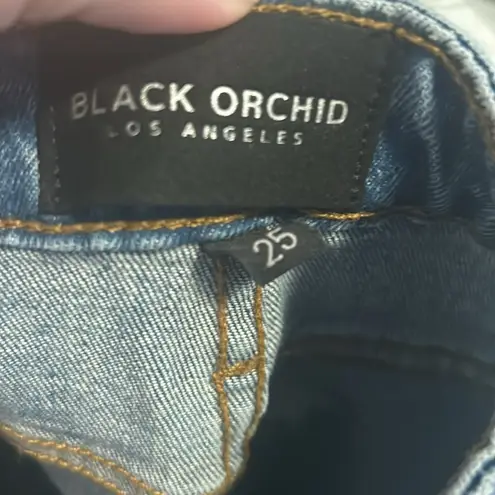 BLACK ORCHID
LOS ANGELES
25